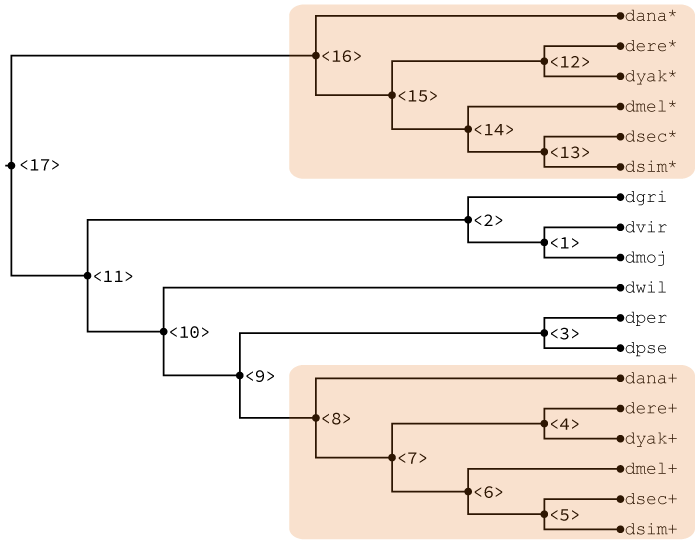 dana*
dere*
<16>
<12>
dyak*
<15>
dmel*
<14>
dsec*
<13>
<17>
dsim*
dgri
<2>
dvir
<1>
dmoj
<11>
dwil
dper
<10>
<3>
dpse
<9>
dana+
dere+
<8>
<4>
dyak+
<7>
dmel+
<6>
dsec+
<5>
dsim+